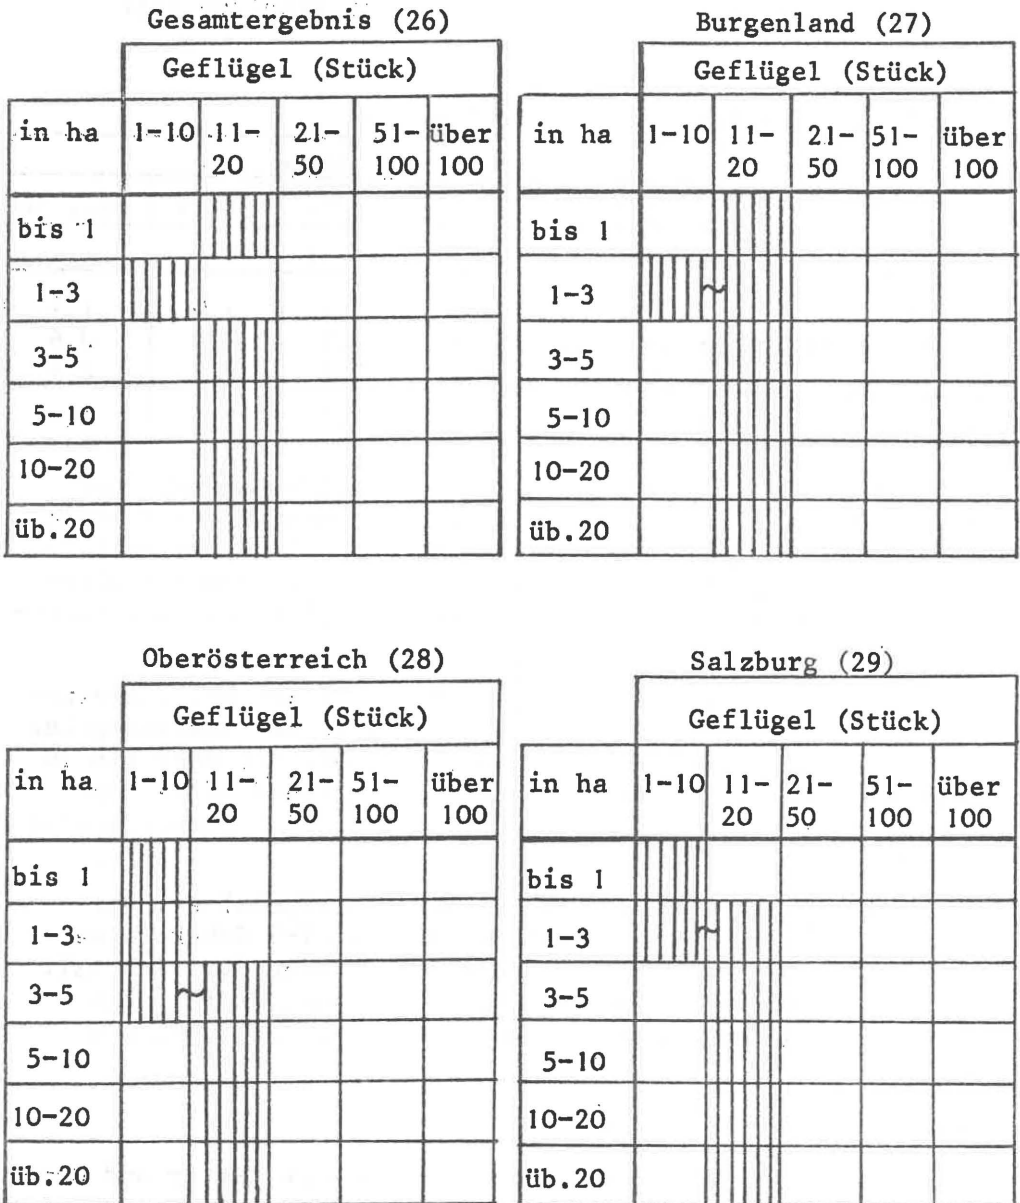 Gesamtergebnis (26)
Geflügel (Stück)
in ha 1-10 11- 21- 51- über
20 50 100 100
bis 1
1-3
3-5
5-10
10-20
üb.20
Burgenland (27)
Geflügel (Stück)
in ha 1-10 11- 21- 51- über
20 50 100 100
bis 1
1-3
~
3-5
5-10
10-20
üb.20
Oberösterreich (28)
Geflügel (Stück)
in ha 1-10 11- 21- 51- über
20 50 100 100
bis 1
1-3
3-5
~
5-10
10-20
üb.20
Salzburg (29)
Geflügel (Stück)
in ha 1-10 11- 21- 51- über
20 50 100 100
bis 1
1-3
~
3-5
5-10
10-20
üb.20